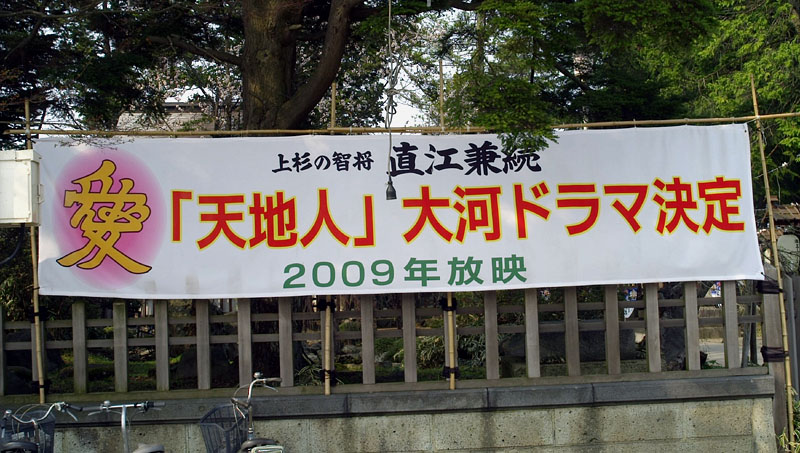 愛
上杉の智将 直江兼続
「天地人」大河ドラマ決定
2009年放映